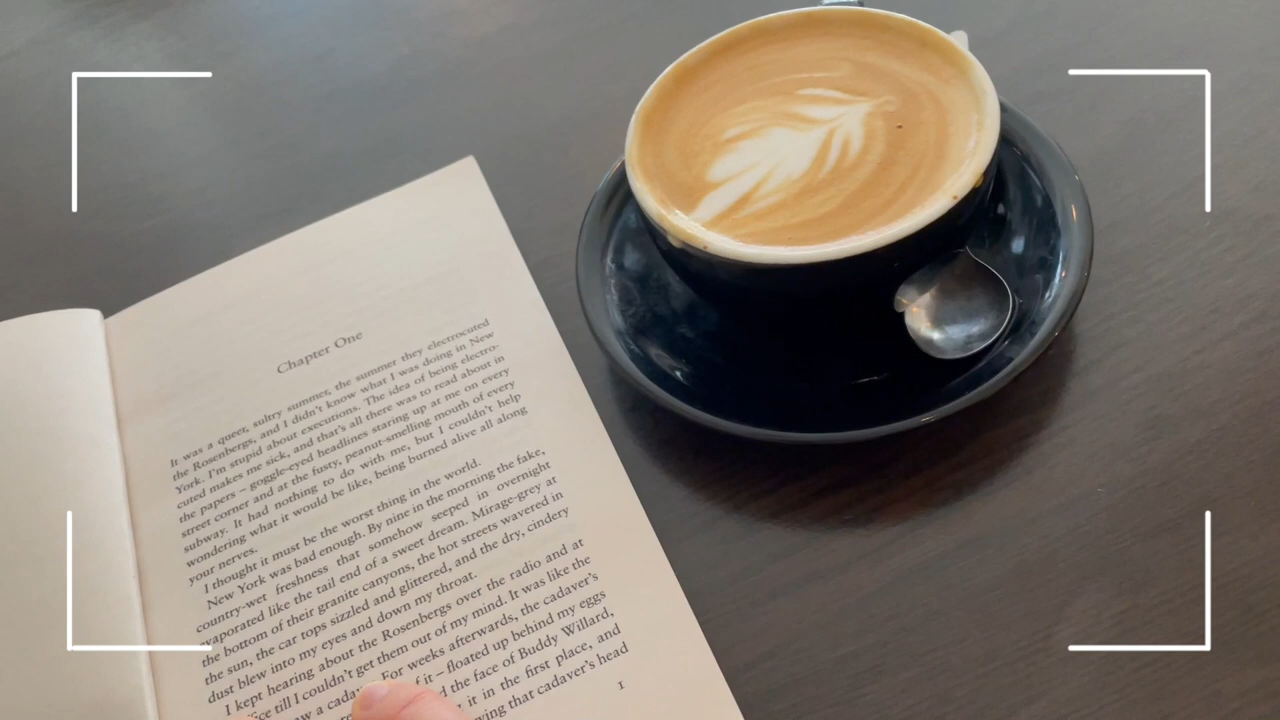 Chapter One
It was a queer, sultry summer, the summer they electrocuted
the Rosenbergs, and I didn't know what I was doing in New
York. I'm stupid about executions. The idea of being electro-
cuted makes me sick, and that's all there was to read about in
the papers – goggle-eyed headlines staring up at me on every
street corner and at the fusty, peanut-smelling mouth of every
subway. It had nothing to do with me, but I couldn't help
wondering what it would be like, being burned alive all along
your nerves.
I thought it must be the worst thing in the world.
New York was bad enough. By nine in the morning the fake,
country-wet freshness that somehow seeped in overnight
evaporated like the tail end of a sweet dream. Mirage-grey at
the bottom of their granite canyons, the hot streets wavered in
the sun, the car tops sizzled and glittered, and the dry, cindery
dust blew into my eyes and down my throat.
I kept hearing about the Rosenbergs over the radio and at
till I couldn't get them out of my mind. It was like the
a For weeks afterwards, the cadaver's
it – floated up behind my eggs
the face of Buddy Willard,
it in the first place, and
that cadaver's head
1